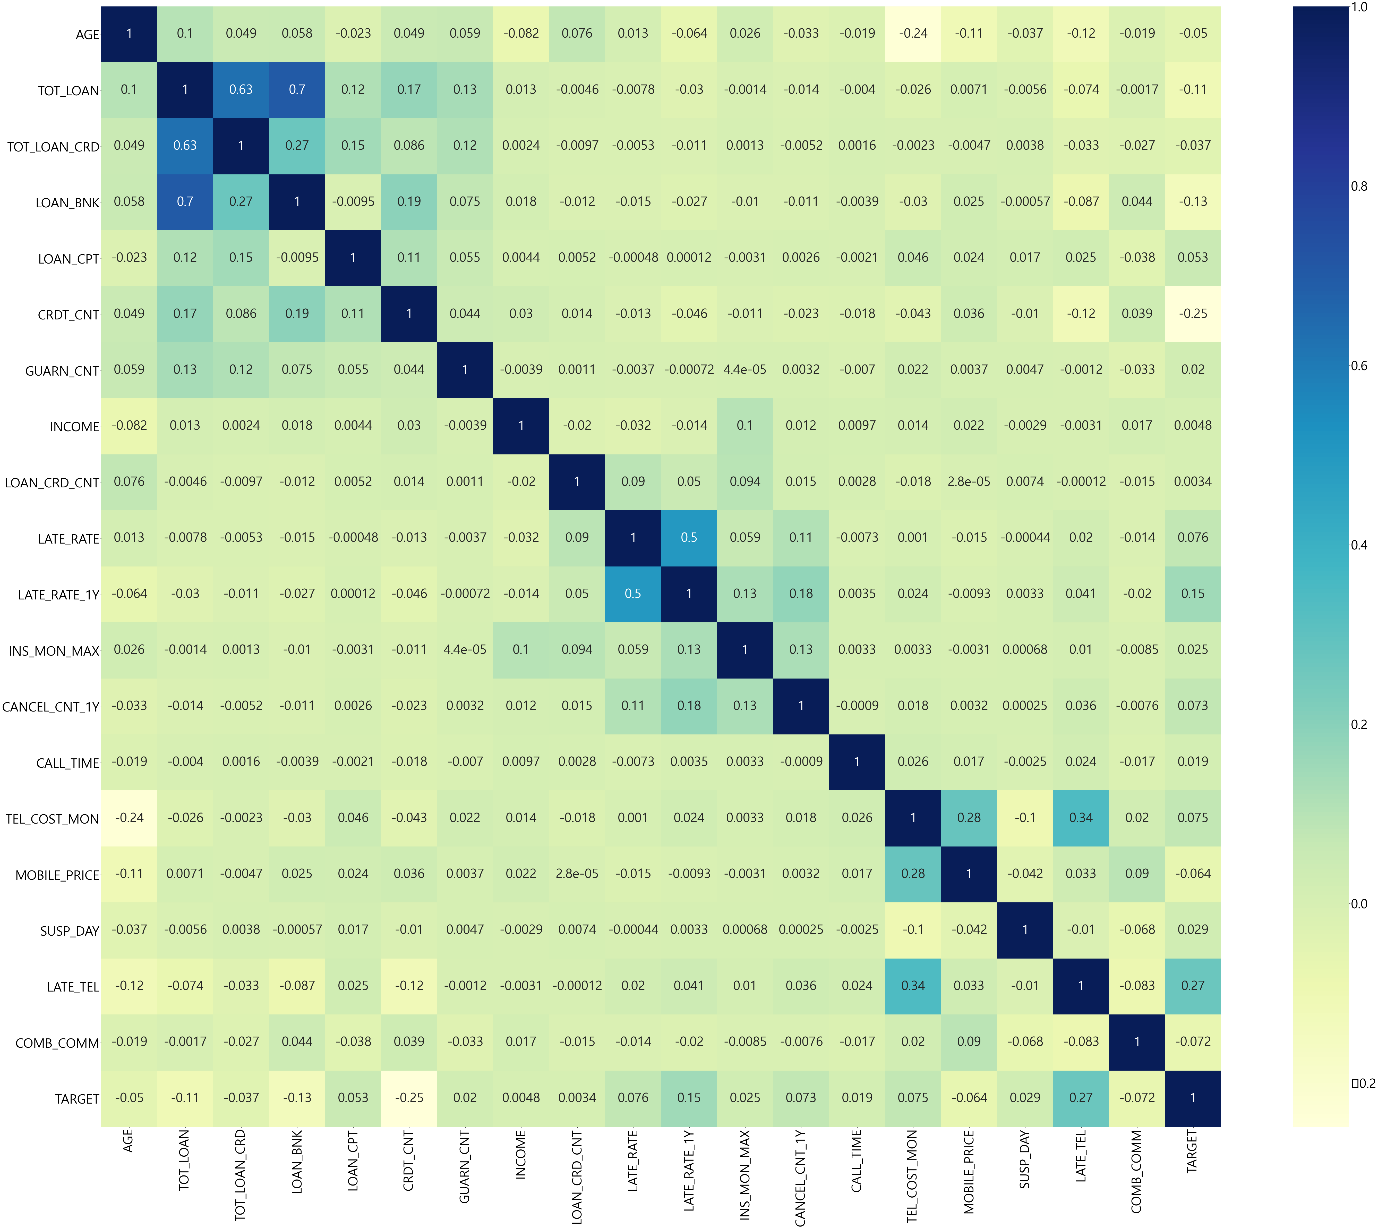 AGE 1 0.1 0.049 0.058 -0.023 0.049 0.059 -0.082 0.076 0.013 -0.064 0.026 -0.033 -0.019 -0.24 -0.11 -0.037 -0.12 -0.019 -0.05
TOT_LOAN 0.1 1 0.63 0.7 0.12 0.17 0.13 0.013 -0.0046 -0.0078 -0.03 -0.0014 -0.014 -0.004 -0.026 0.0071 -0.0056 -0.074 -0.0017 -0.11
TOT_LOAN_CRD 0.049 0.63 1 0.27 0.15 0.086 0.12 0.0024 -0.0097 -0.0053 -0.011 0.0013 -0.0052 0.0016 -0.0023 -0.0047 0.0038 -0.033 -0.027 -0.037
LOAN_BNK 0.058 0.7 0.27 1 -0.0095 0.19 0.075 0.018 -0.012 -0.015 -0.027 -0.01 -0.011 -0.0039 -0.03 0.025 -0.00057 -0.087 0.044 -0.13
LOAN_CPT -0.023 0.12 0.15 -0.0095 1 0.11 0.055 0.0044 0.0052 -0.00048 0.00012 -0.0031 0.0026 -0.0021 0.046 0.024 0.017 0.025 -0.038 0.053
CRDT_CNT 0.049 0.17 0.086 0.19 0.11 1 0.044 0.03 0.014 -0.013 -0.046 -0.011 -0.023 -0.018 -0.043 0.036 -0.01 -0.12 0.039 -0.25
GUARN_CNT 0.059 0.13 0.12 0.075 0.055 0.044 1 -0.0039 0.0011 -0.0037 -0.00072 4.4e-05 0.0032 -0.007 0.022 0.0037 0.0047 -0.0012 -0.033 0.02
INCOME -0.082 0.013 0.0024 0.018 0.0044 0.03 -0.0039 1 -0.02 -0.032 -0.014 0.1 0.012 0.0097 0.014 0.022 -0.0029 -0.0031 0.017 0.0048
LOAN_CRD_CNT 0.076 -0.0046 -0.0097 -0.012 0.0052 0.014 0.0011 -0.02 1 0.09 0.05 0.094 0.015 0.0028 -0.018 2.8e-05 0.0074 -0.00012 -0.015 0.0034
LATE_RATE 0.013 -0.0078 -0.0053 -0.015 -0.00048 -0.013 -0.0037 -0.032 0.09 1 0.5 0.059 0.11 -0.0073 0.001 -0.015 -0.00044 0.02 -0.014 0.076
LATE_RATE_1Y -0.064 -0.03 -0.011 -0.027 0.00012 -0.046 -0.00072 -0.014 0.05 0.5 1 0.13 0.18 0.0035 0.024 -0.0093 0.0033 0.041 -0.02 0.15
INS_MON_MAX 0.026 -0.0014 0.0013 -0.01 -0.0031 -0.011 4.4e-05 0.1 0.094 0.059 0.13 1 0.13 0.0033 0.0033 -0.0031 0.00068 0.01 -0.0085 0.025
CANCEL_CNT_1Y -0.033 -0.014 -0.0052 -0.011 0.0026 -0.023 0.0032 0.012 0.015 0.11 0.18 0.13 1 -0.0009 0.018 0.0032 0.00025 0.036 -0.0076 0.073
CALL_TIME -0.019 -0.004 0.0016 -0.0039 -0.0021 -0.018 -0.007 0.0097 0.0028 -0.0073 0.0035 0.0033 -0.0009 1 0.026 0.017 -0.0025 0.024 -0.017 0.019
TEL_COST_MON -0.24 -0.026 -0.0023 -0.03 0.046 -0.043 0.022 0.014 -0.018 0.001 0.024 0.0033 0.018 0.026 1 0.28 -0.1 0.34 0.02 0.075
MOBILE_PRICE -0.11 0.0071 -0.0047 0.025 0.024 0.036 0.0037 0.022 2.8e-05 -0.015 -0.0093 -0.0031 0.0032 0.017 0.28 1 -0.042 0.033 0.09 -0.064
SUSP_DAY -0.037 -0.0056 0.0038 -0.00057 0.017 -0.01 0.0047 -0.0029 0.0074 -0.00044 0.0033 0.00068 0.00025 -0.0025 -0.1 -0.042 1 -0.01 -0.068 0.029
LATE_TEL -0.12 -0.074 -0.033 -0.087 0.025 -0.12 -0.0012 -0.0031 -0.00012 0.02 0.041 0.01 0.036 0.024 0.34 0.033 -0.01 1 -0.083 0.27
COMB_COMM -0.019 -0.0017 -0.027 0.044 -0.038 0.039 -0.033 0.017 -0.015 -0.014 -0.02 -0.0085 -0.0076 -0.017 0.02 0.09 -0.068 -0.083 1 -0.072
TARGET -0.05 -0.11 -0.037 -0.13 0.053 -0.25 0.02 0.0048 0.0034 0.076 0.15 0.025 0.073 0.019 0.075 -0.064 0.029 0.27 -0.072 1
AGE TOT_LOAN TOT_LOAN_CRD LOAN_BNK LOAN_CPT CRDT_CNT GUARN_CNT INCOME LOAN_CRD_CNT LATE_RATE LATE_RATE_1Y INS_MON_MAX CANCEL_CNT_1Y CALL_TIME TEL_COST_MON MOBILE_PRICE SUSP_DAY LATE_TEL COMB_COMM TARGET
1.0
0.8
0.6
0.4
0.2
0.0
□0.2